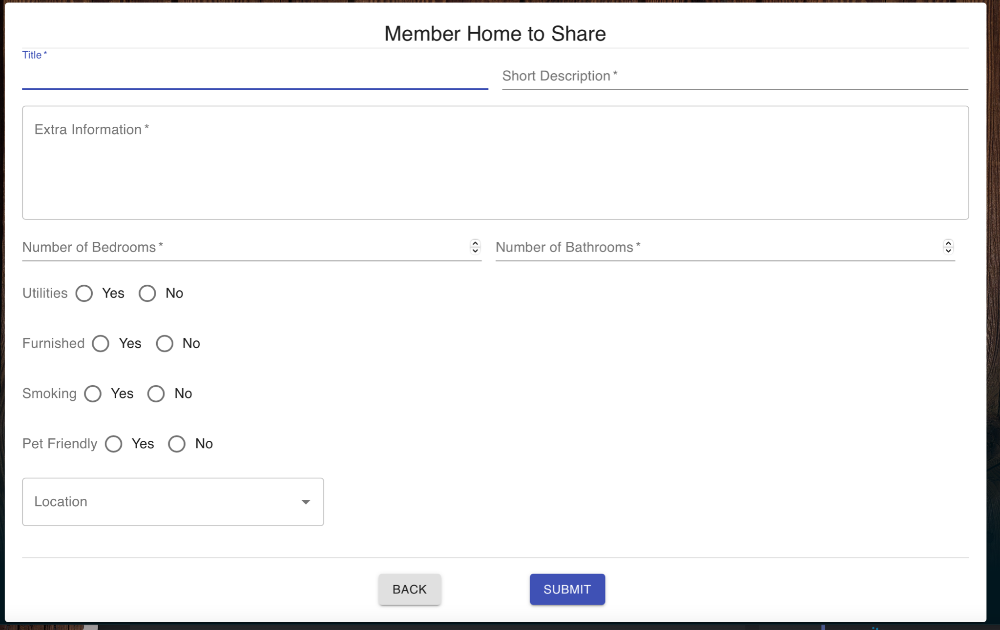 Member Home to Share
Title *
Short Description *
Extra Information *
Number of Bedrooms *
Number of Bathrooms *
Utilities Yes No
Furnished Yes No
Smoking Yes No
Pet Friendly Yes No
Location
BACK SUBMIT